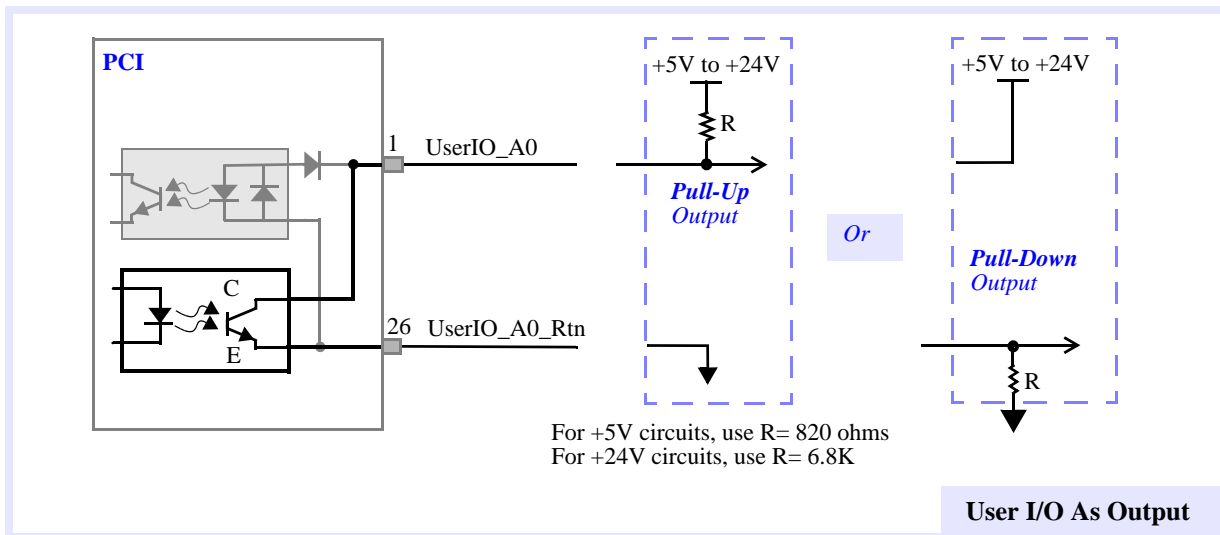 PCI
1
UserIO_A0
C
E
26
UserIO_A0_Rtn
+5V to +24V
R
Pull-Up
Output
Or
+5V to +24V
Pull-Down
Output
R
For +5V circuits, use R= 820 ohms
For +24V circuits, use R= 6.8K
User I/O As Output